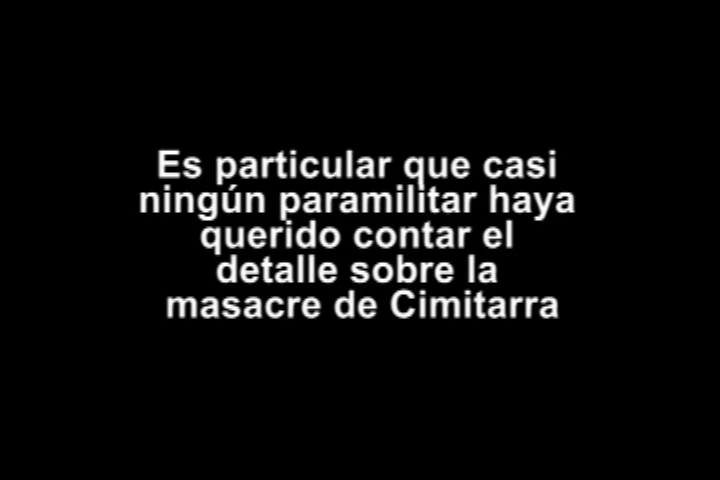 Es particular que casi
ningún paramilitar haya
querido contar el
detalle sobre la
masacre de Cimitarra